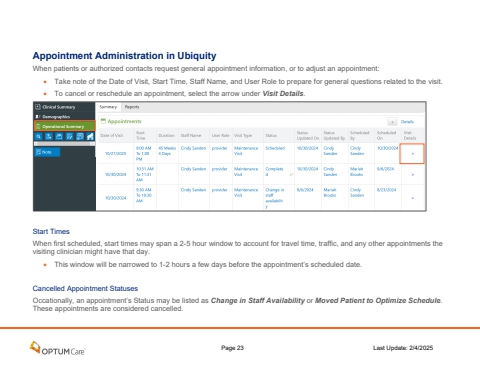 Appointment Administration in Ubiquity
When patients or authorized contacts request general appointment information, or to adjust an appointment:
• Take note of the Date of Visit, Start Time, Staff Name, and User Role to prepare for general questions related to the visit.
• To cancel or reschedule an appointment, select the arrow under Visit Details.
Clinical Summary
Demographics
Operational Summary
Note
Summary Reports
Appointments
Details
Date of Visit Start Time Duration Staff Name User Role Visit Type Status Status Updated On Status Updated By Scheduled By Scheduled On Visit Details
10/21/2025 8:00 AM To 1:00 PM 45 Weeks 6 Days Cindy Sanden provider Maintenance Visit Scheduled 10/30/2024 Cindy Sanden Cindy Sanden 10/30/2024
10/30/2024 10:31 AM To 11:31 AM Cindy Sanden provider Maintenance Visit Completed 10/30/2024 Cindy Sanden Mariah Brooks 9/6/2024
10/30/2024 9:30 AM To 10:30 AM Cindy Sanden provider Maintenance Visit Change in staff availability 9/6/2024 Mariah Brooks Cindy Sanden 8/23/2024
Start Times
When first scheduled, start times may span a 2-5 hour window to account for travel time, traffic, and any other appointments the
visiting clinician might have that day.
• This window will be narrowed to 1-2 hours a few days before the appointment's scheduled date.
Cancelled Appointment Statuses
Occationally, an appointment's Status may be listed as Change in Staff Availability or Moved Patient to Optimize Schedule.
These appointments are considered cancelled.
OPTUMCare
Page 23
Last Update: 2/4/2025